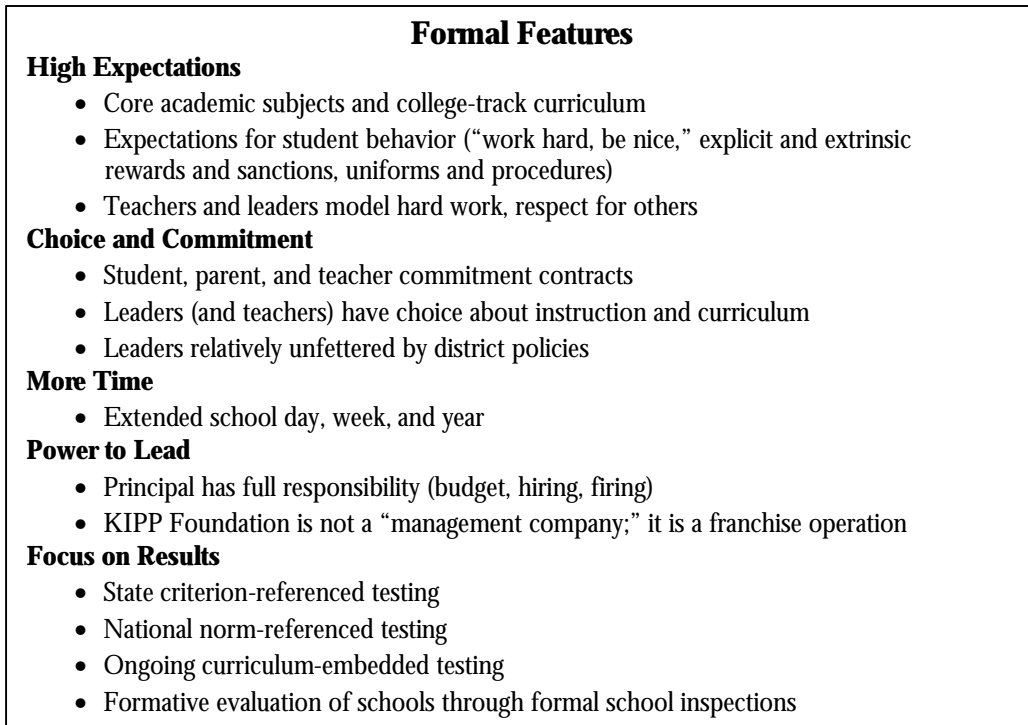 Formal Features
High Expectations
• Core academic subjects and college-track curriculum
• Expectations for student behavior (“work hard, be nice,” explicit and extrinsic
rewards and sanctions, uniforms and procedures)
• Teachers and leaders model hard work, respect for others
Choice and Commitment
• Student, parent, and teacher commitment contracts
• Leaders (and teachers) have choice about instruction and curriculum
• Leaders relatively unfettered by district policies
More Time
• Extended school day, week, and year
Power to Lead
• Principal has full responsibility (budget, hiring, firing)
• KIPP Foundation is not a “management company;” it is a franchise operation
Focus on Results
• State criterion-referenced testing
• National norm-referenced testing
• Ongoing curriculum-embedded testing
• Formative evaluation of schools through formal school inspections